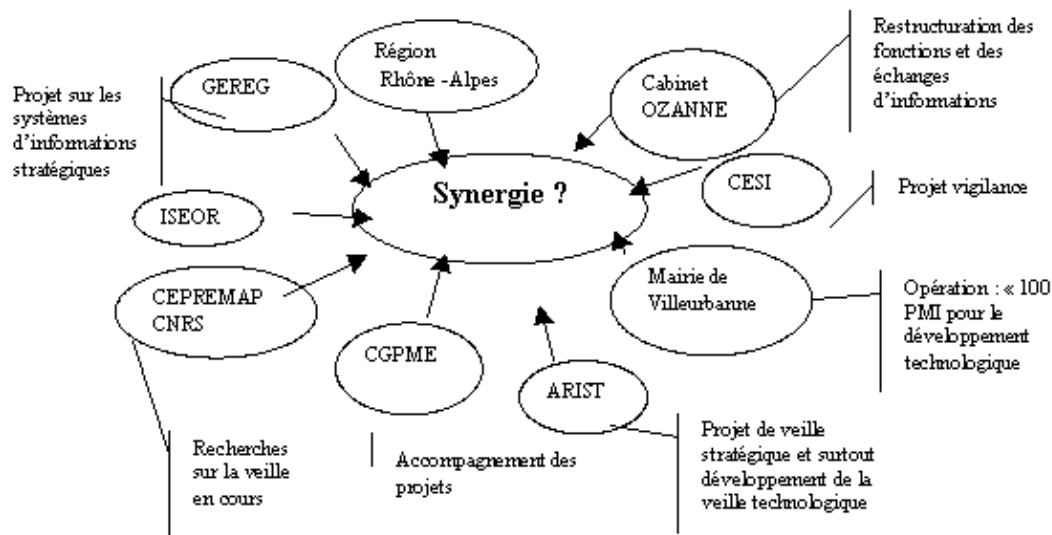 Région
Rhône -Alpes
GEREG
Cabinet
OZANNE
Restructuration des
fonctions et des
échanges
d'informations
Projet sur les
systèmes
d'informations
stratégiques
Synergie ?
CESI
Projet vigilance
ISEOR
CEPREMAP
CNRS
Mairie de
Villeurbanne
Opération : « 100
PMI pour le
développement
technologique
CGPME
ARIST
Recherches
sur la veille
en cours
Accompagnement des
projets
Projet de veille
stratégique et surtout
développement de la
veille technologique